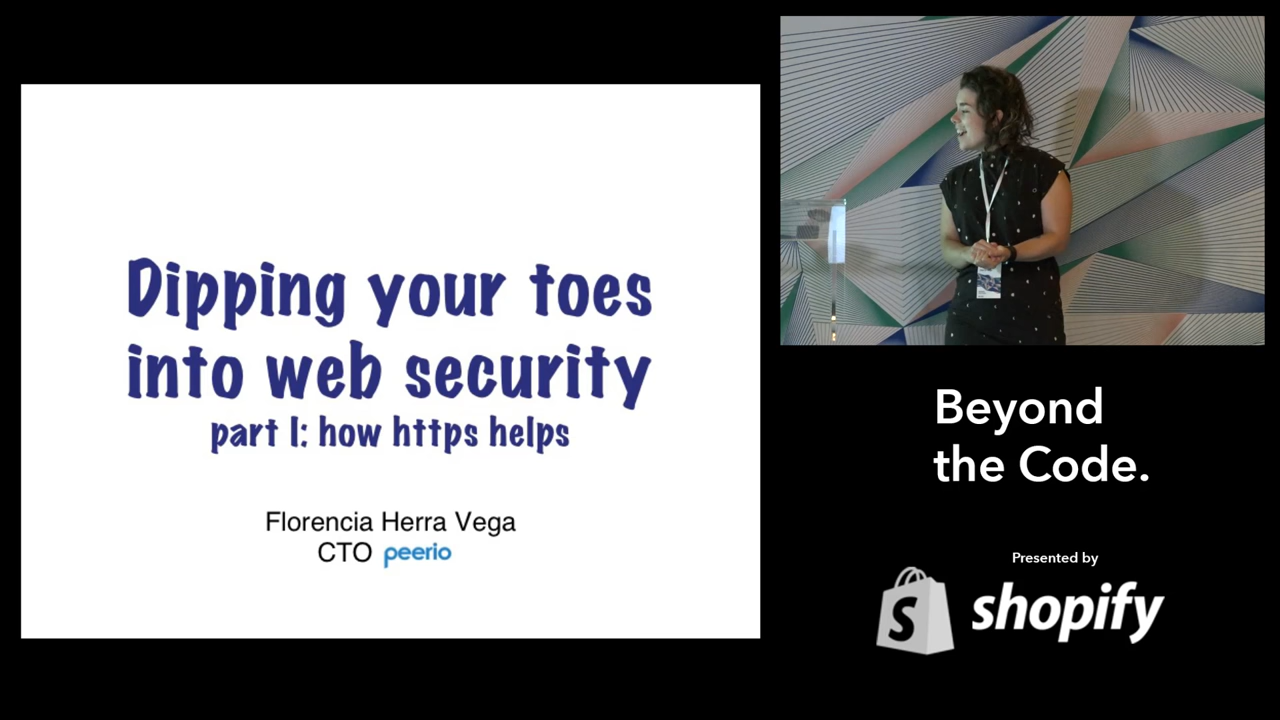 Dipping your toes
into web security
part I: how https helps
Florencia Herra Vega
CTO peerio
Beyond
the Code.
Presented by
S shopify